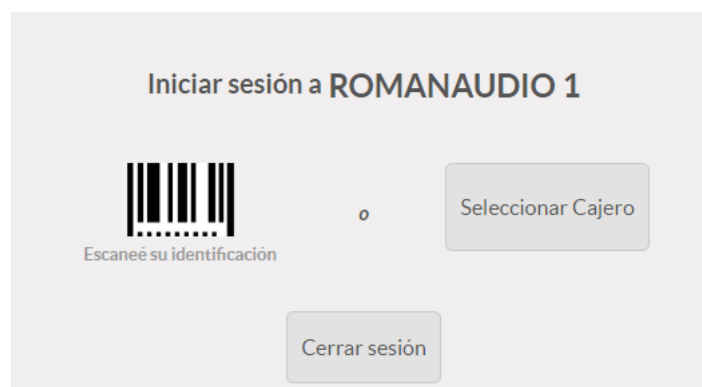 Iniciar sesión a ROMANAUDIO 1
o
Seleccionar Cajero
Escaneé su identificación
Cerrar sesión